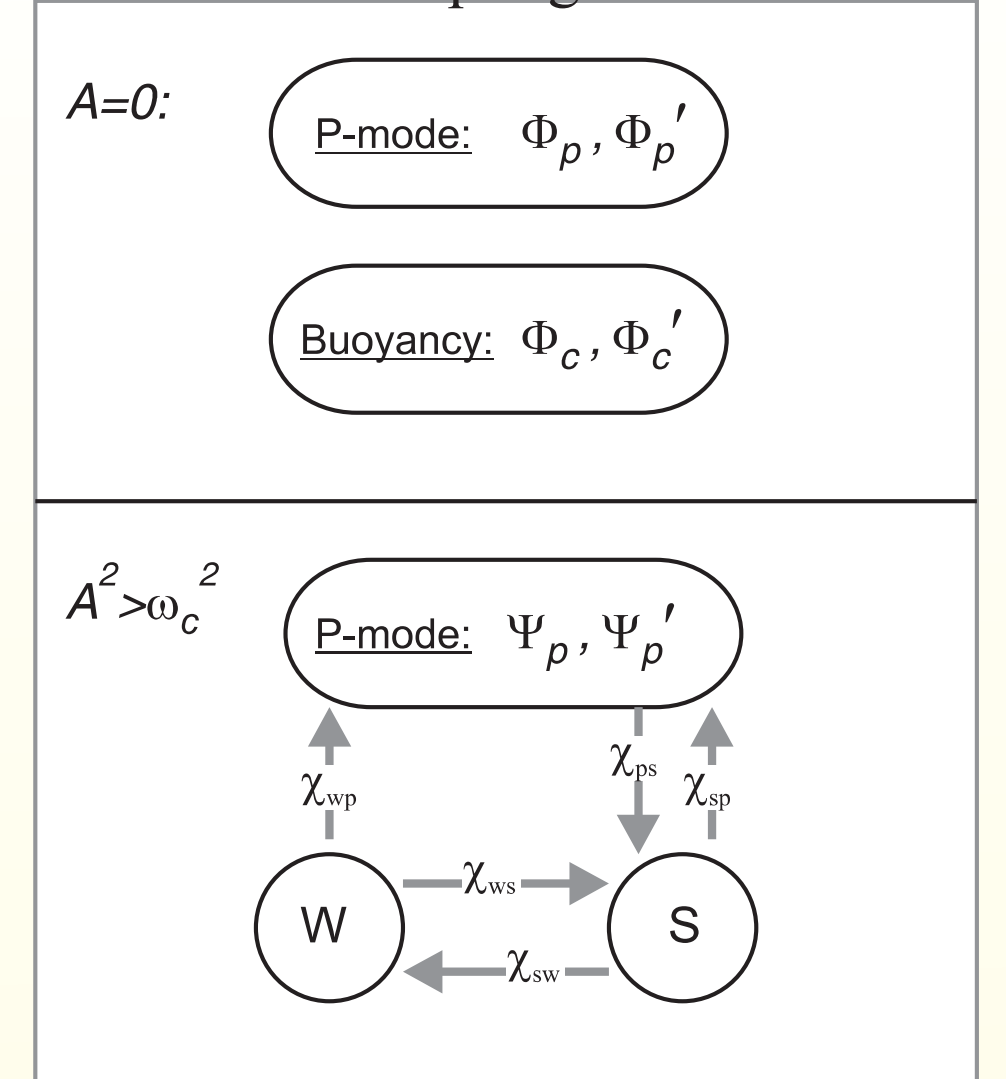 A=0:
P-mode: Φp, Φp′
Buoyancy: Φc, Φc′
A²>ωc²
P-mode: Ψp, Ψp′
χps
χwp χsp
χws
W S
χsw